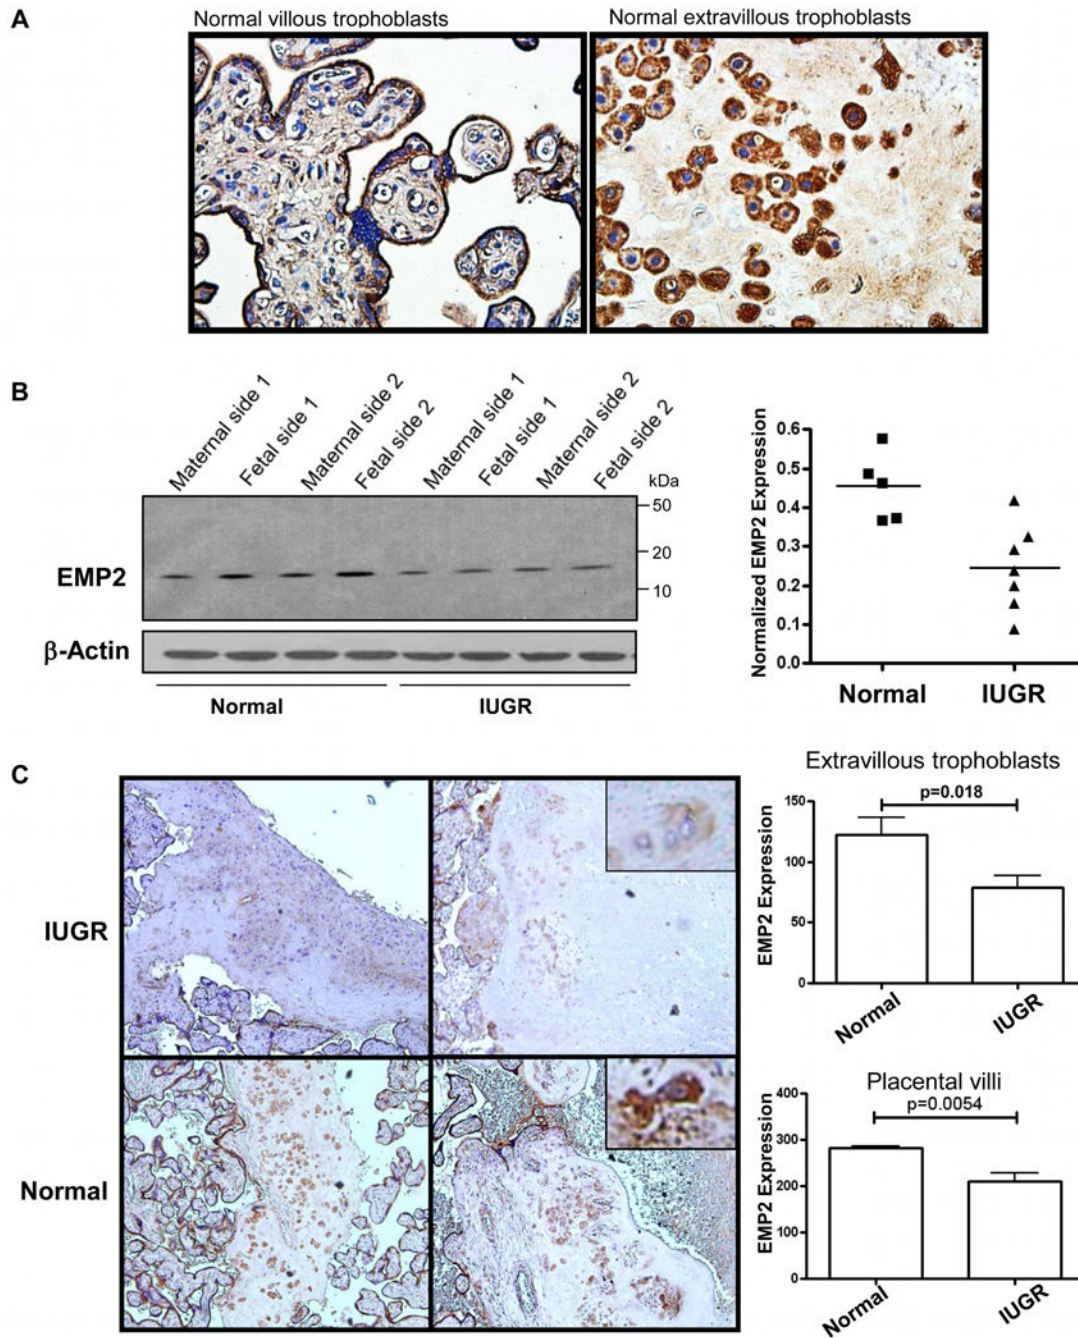 A
Normal villous trophoblasts
Normal extravillous trophoblasts
B
Maternal side 1
Fetal side 1
Maternal side 2
Fetal side 2
Maternal side 1
Fetal side 1
Maternal side 2
Fetal side 2
kDa
50
20
10
EMP2
β-Actin
Normal
IUGR
Normalized EMP2 Expression
0.6
0.5
0.4
0.3
0.2
0.1
0.0
Normal
IUGR
C
IUGR
Normal
Extravillous trophoblasts
p=0.018
EMP2 Expression
150
100
50
0
Normal
IUGR
Placental villi
p=0.0054
EMP2 Expression
400
300
200
100
0
Normal
IUGR